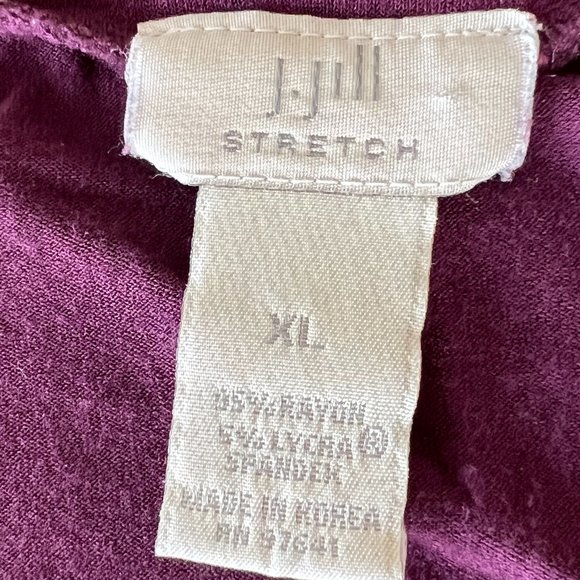 j.jill
STRETCH
XL
95% RAYON
5% LYCRA®
SPANDEX
MADE IN KOREA
RN 97641